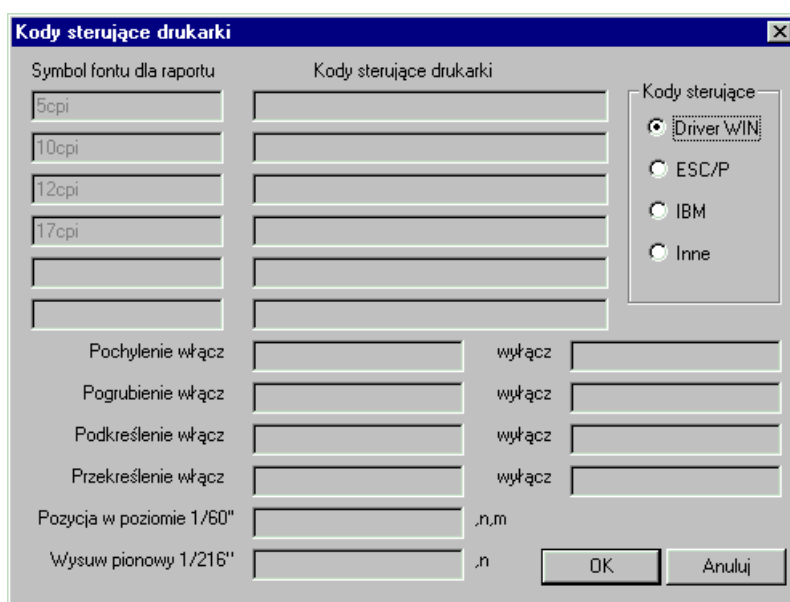 Kody sterujące drukarki
Symbol fontu dla raportu Kody sterujące drukarki
Kody sterujące
5cpi
Driver WIN
10cpi
ESC/P
12cpi
IBM
17cpi
Inne
Pochylenie włącz wyłącz
Pogrubienie włącz wyłącz
Podkreślenie włącz wyłącz
Przekreślenie włącz wyłącz
Pozycja w poziomie 1/60" ,n,m
Wysuw pionowy 1/216" ,n
OK Anuluj